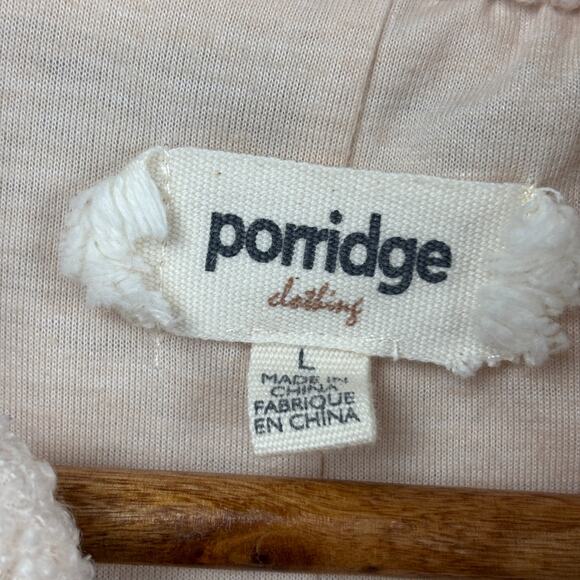 porridge
clothing
L
MADE IN
CHINA
FABRIQUE
EN CHINA